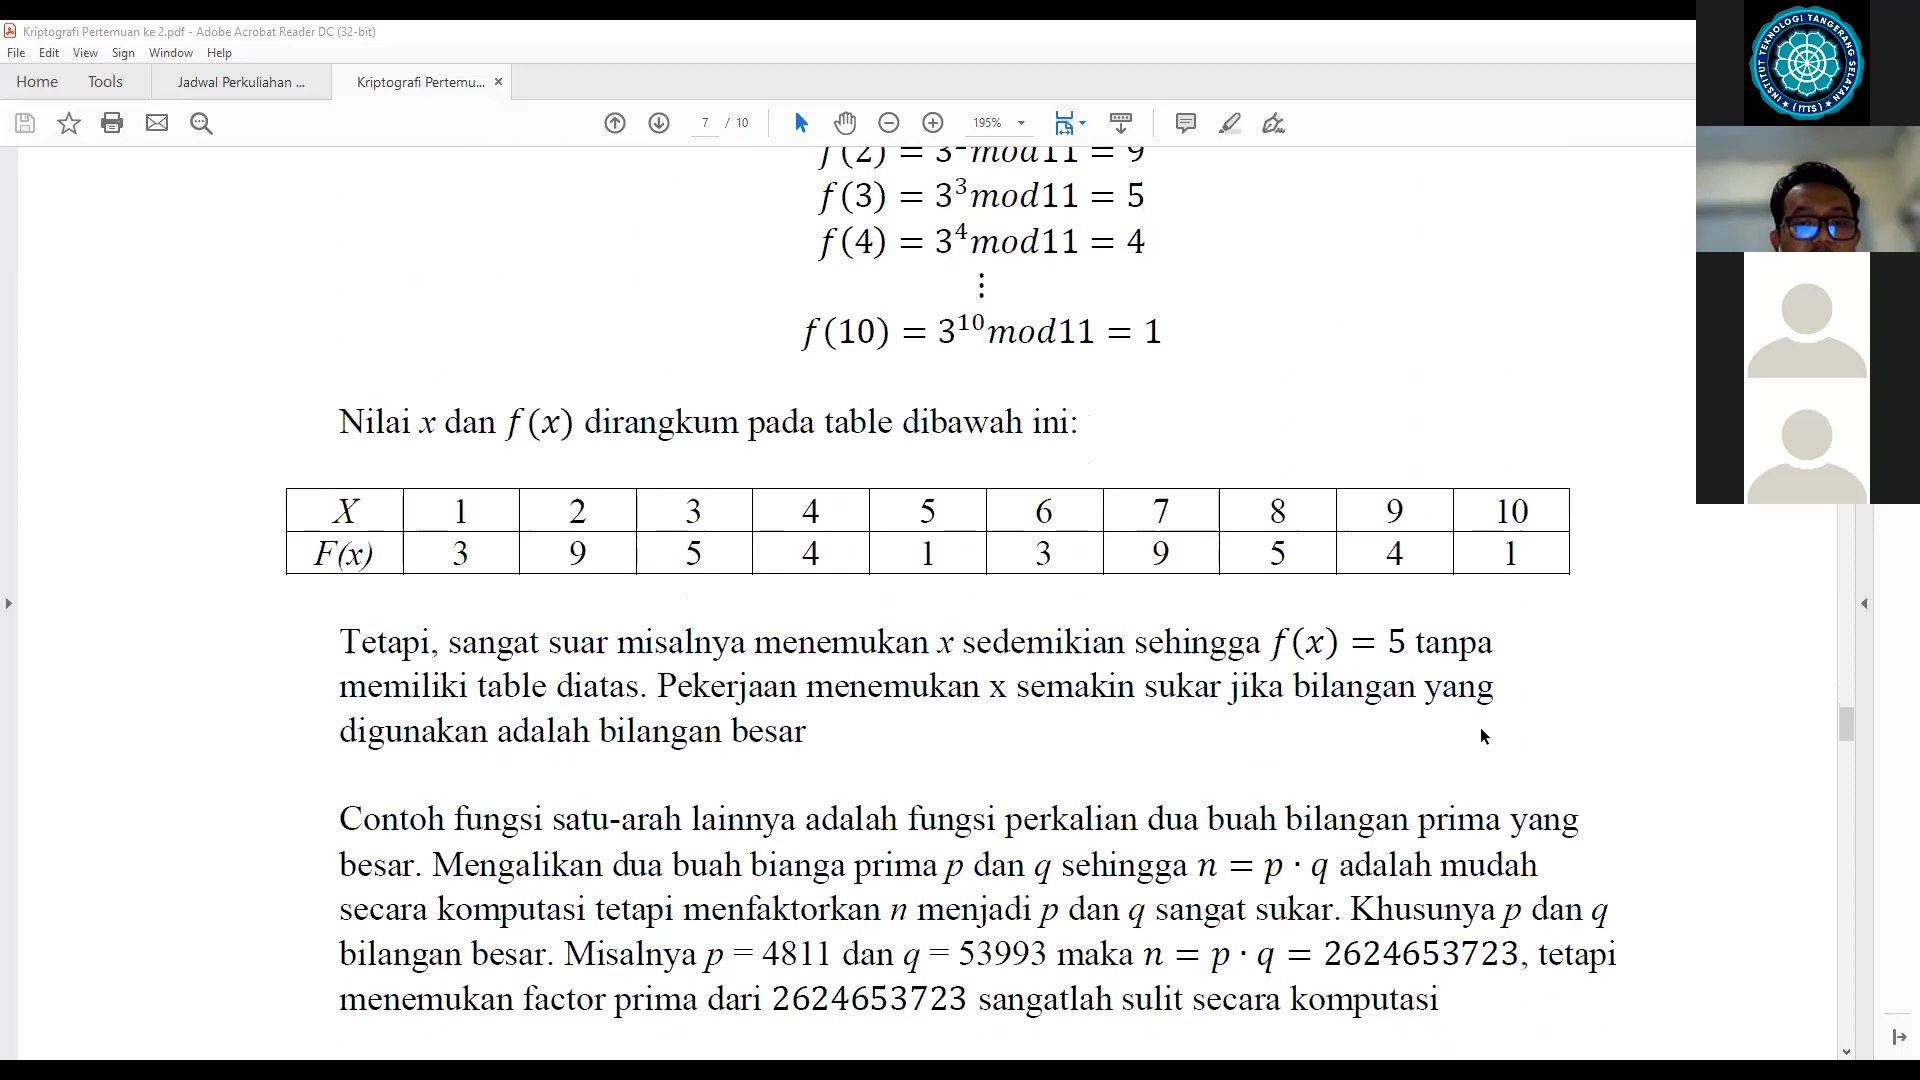 Kriptografi Pertemuan ke 2.pdf - Adobe Acrobat Reader DC (32-bit)
File Edit View Sign Window Help
Home Tools Jadwal Perkuliahan ... Kriptografi Pertemu... ×
7 / 10 195%
INSTITUT TEKNOLOGI TANGERANG SELATAN (ITTS)
f(2) = 3² mod11 = 9
f(3) = 3³mod11 = 5
f(4) = 3⁴mod11 = 4
⋮
f(10) = 3¹⁰mod11 = 1
Nilai x dan f(x) dirangkum pada table dibawah ini:
X 1 2 3 4 5 6 7 8 9 10
F(x) 3 9 5 4 1 3 9 5 4 1
Tetapi, sangat suar misalnya menemukan x sedemikian sehingga f(x) = 5 tanpa
memiliki table diatas. Pekerjaan menemukan x semakin sukar jika bilangan yang
digunakan adalah bilangan besar
Contoh fungsi satu-arah lainnya adalah fungsi perkalian dua buah bilangan prima yang
besar. Mengalikan dua buah bianga prima p dan q sehingga n = p · q adalah mudah
secara komputasi tetapi menfaktorkan n menjadi p dan q sangat sukar. Khusunya p dan q
bilangan besar. Misalnya p = 4811 dan q = 53993 maka n = p · q = 2624653723, tetapi
menemukan factor prima dari 2624653723 sangatlah sulit secara komputasi